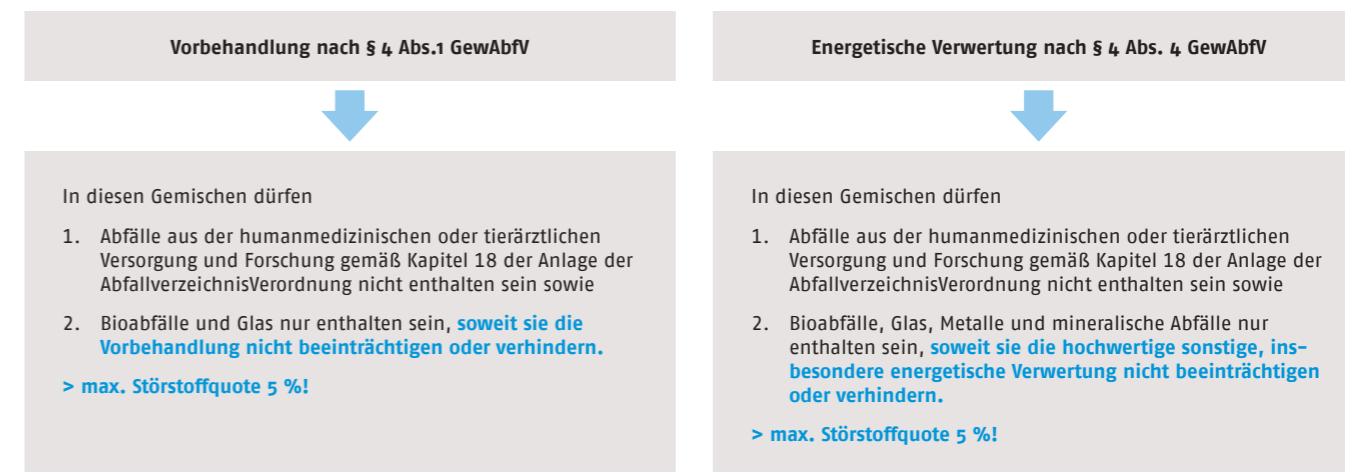 Vorbehandlung nach § 4 Abs.1 GewAbfV
In diesen Gemischen dürfen
1. Abfälle aus der humanmedizinischen oder tierärztlichen
Versorgung und Forschung gemäß Kapitel 18 der Anlage der
AbfallverzeichnisVerordnung nicht enthalten sein sowie
2. Bioabfälle und Glas nur enthalten sein, soweit sie die
Vorbehandlung nicht beeinträchtigen oder verhindern.
> max. Störstoffquote 5 %!
Energetische Verwertung nach § 4 Abs. 4 GewAbfV
In diesen Gemischen dürfen
1. Abfälle aus der humanmedizinischen oder tierärztlichen
Versorgung und Forschung gemäß Kapitel 18 der Anlage der
AbfallverzeichnisVerordnung nicht enthalten sein sowie
2. Bioabfälle, Glas, Metalle und mineralische Abfälle nur
enthalten sein, soweit sie die hochwertige sonstige, ins-
besondere energetische Verwertung nicht beeinträchtigen
oder verhindern.
> max. Störstoffquote 5 %!